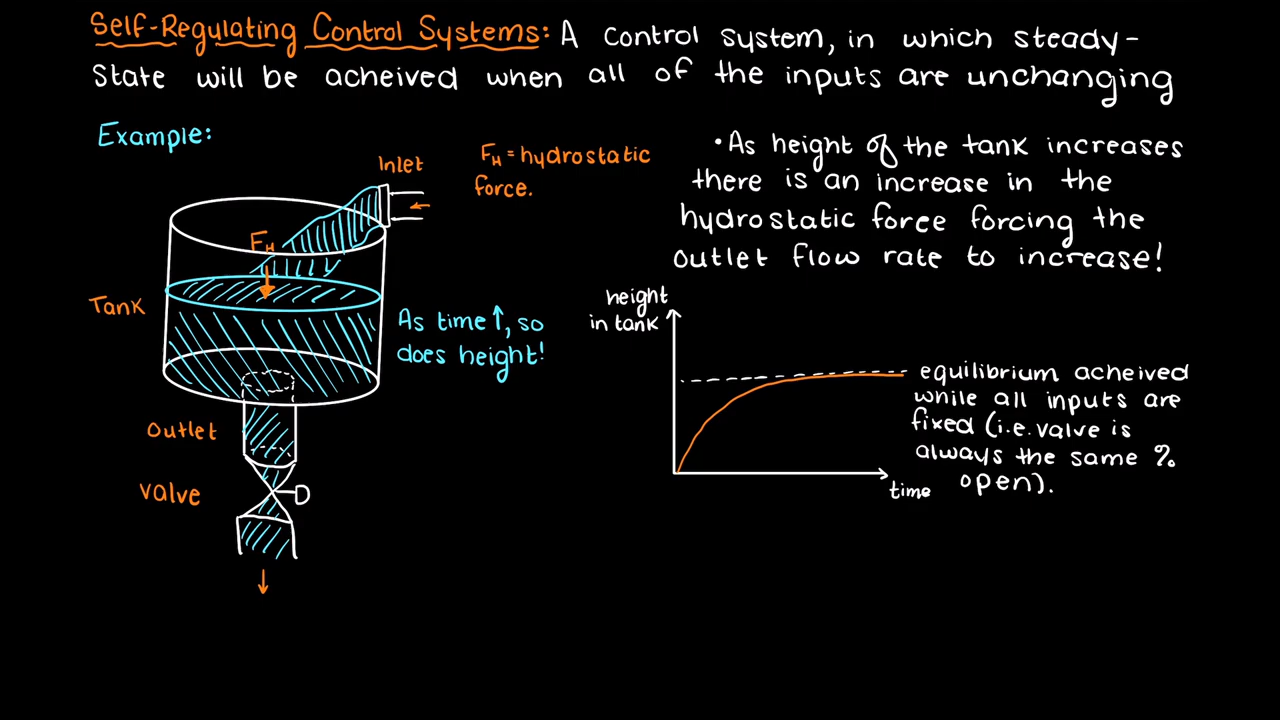 Self-Regulating Control Systems: A control system, in which steady-
State will be acheived when all of the inputs are unchanging
Example:
Inlet
FH = hydrostatic
force.
FH
Tank
As time ↑, so
does height!
Outlet
valve
• As height of the tank increases
there is an increase in the
hydrostatic force forcing the
outlet flow rate to increase!
height
in tank
equilibrium acheived
while all inputs are
fixed (i.e. valve is
always the same %
open).
time